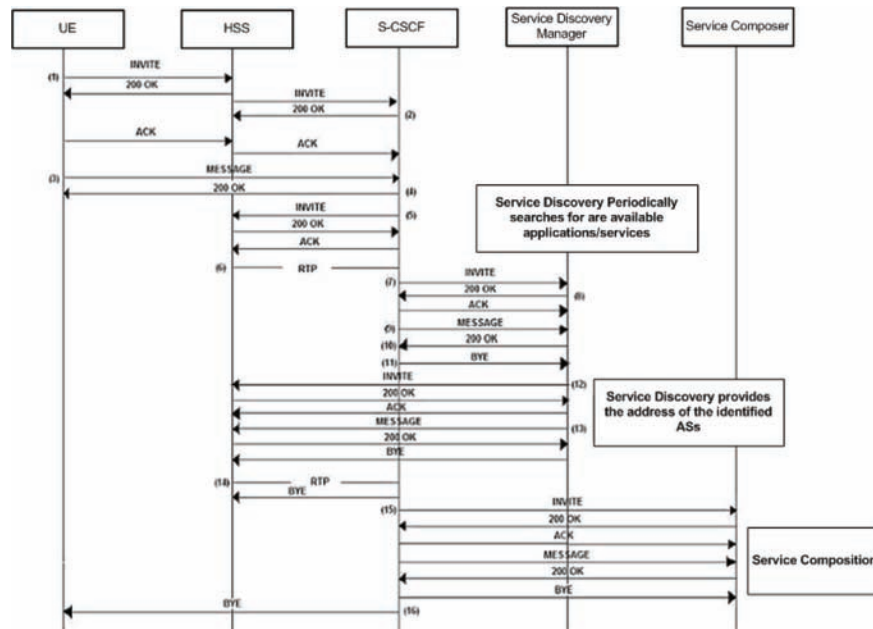 UE
HSS
S-CSCF
Service Discovery
Manager
Service Composer
INVITE
(1)
200 OK
INVITE
200 OK
(2)
ACK
ACK
MESSAGE
(3)
200 OK
(4)
INVITE
(5)
200 OK
ACK
Service Discovery Periodically
searches for are available
applications/services
(6)
RTP
INVITE
(7)
200 OK
(8)
ACK
MESSAGE
(9)
200 OK
(10)
BYE
(11)
INVITE
(12)
200 OK
ACK
MESSAGE
(13)
200 OK
BYE
Service Discovery provides
the address of the identified
ASs
(14)
RTP
BYE
INVITE
(15)
200 OK
ACK
MESSAGE
200 OK
BYE
Service Composition
BYE
(16)